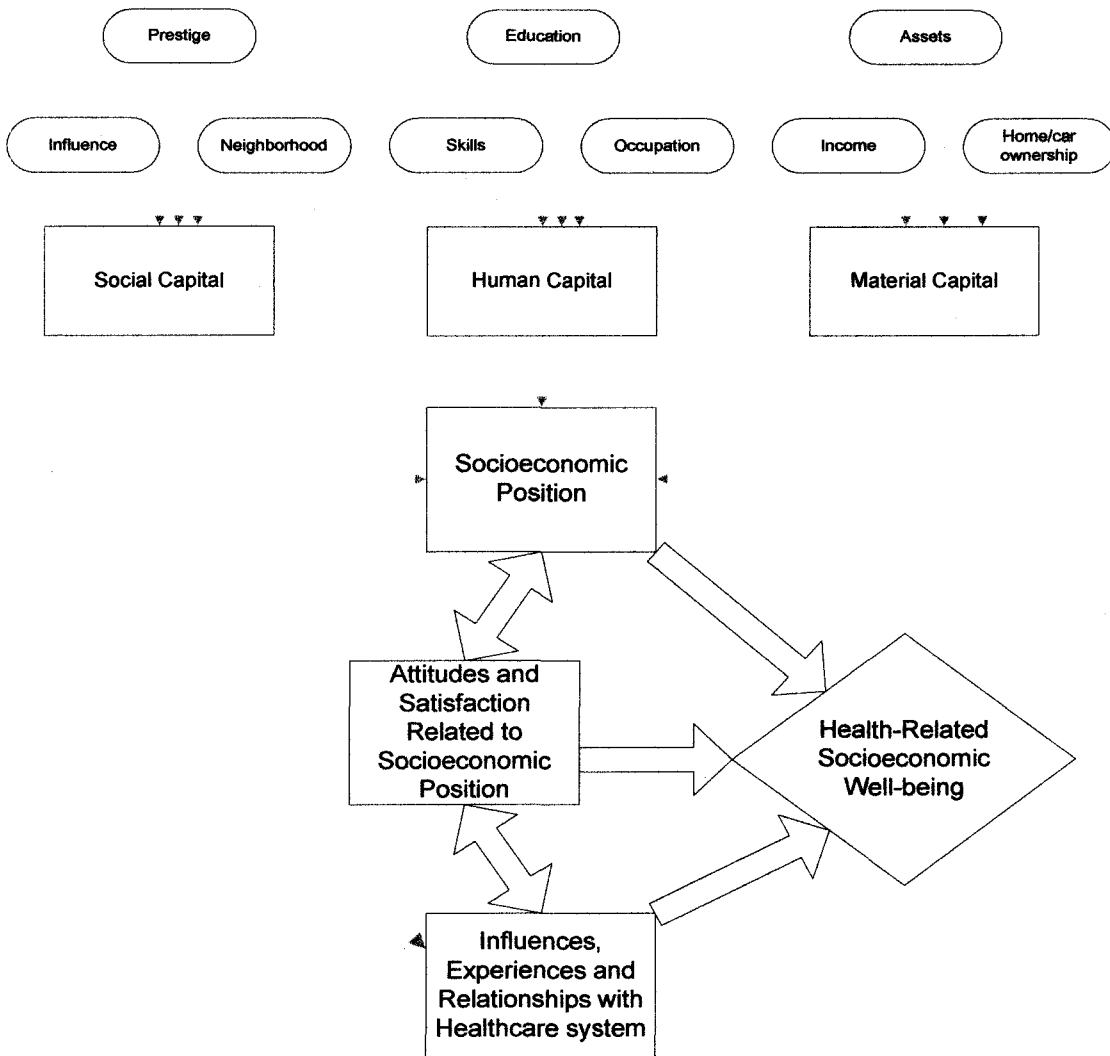 Prestige
Education
Assets
Influence
Neighborhood
Skills
Occupation
Income
Home/car
ownership
Social Capital
Human Capital
Material Capital
Socioeconomic
Position
Attitudes and
Satisfaction
Related to
Socioeconomic
Position
Health-Related
Socioeconomic
Well-being
Influences,
Experiences and
Relationships with
Healthcare system